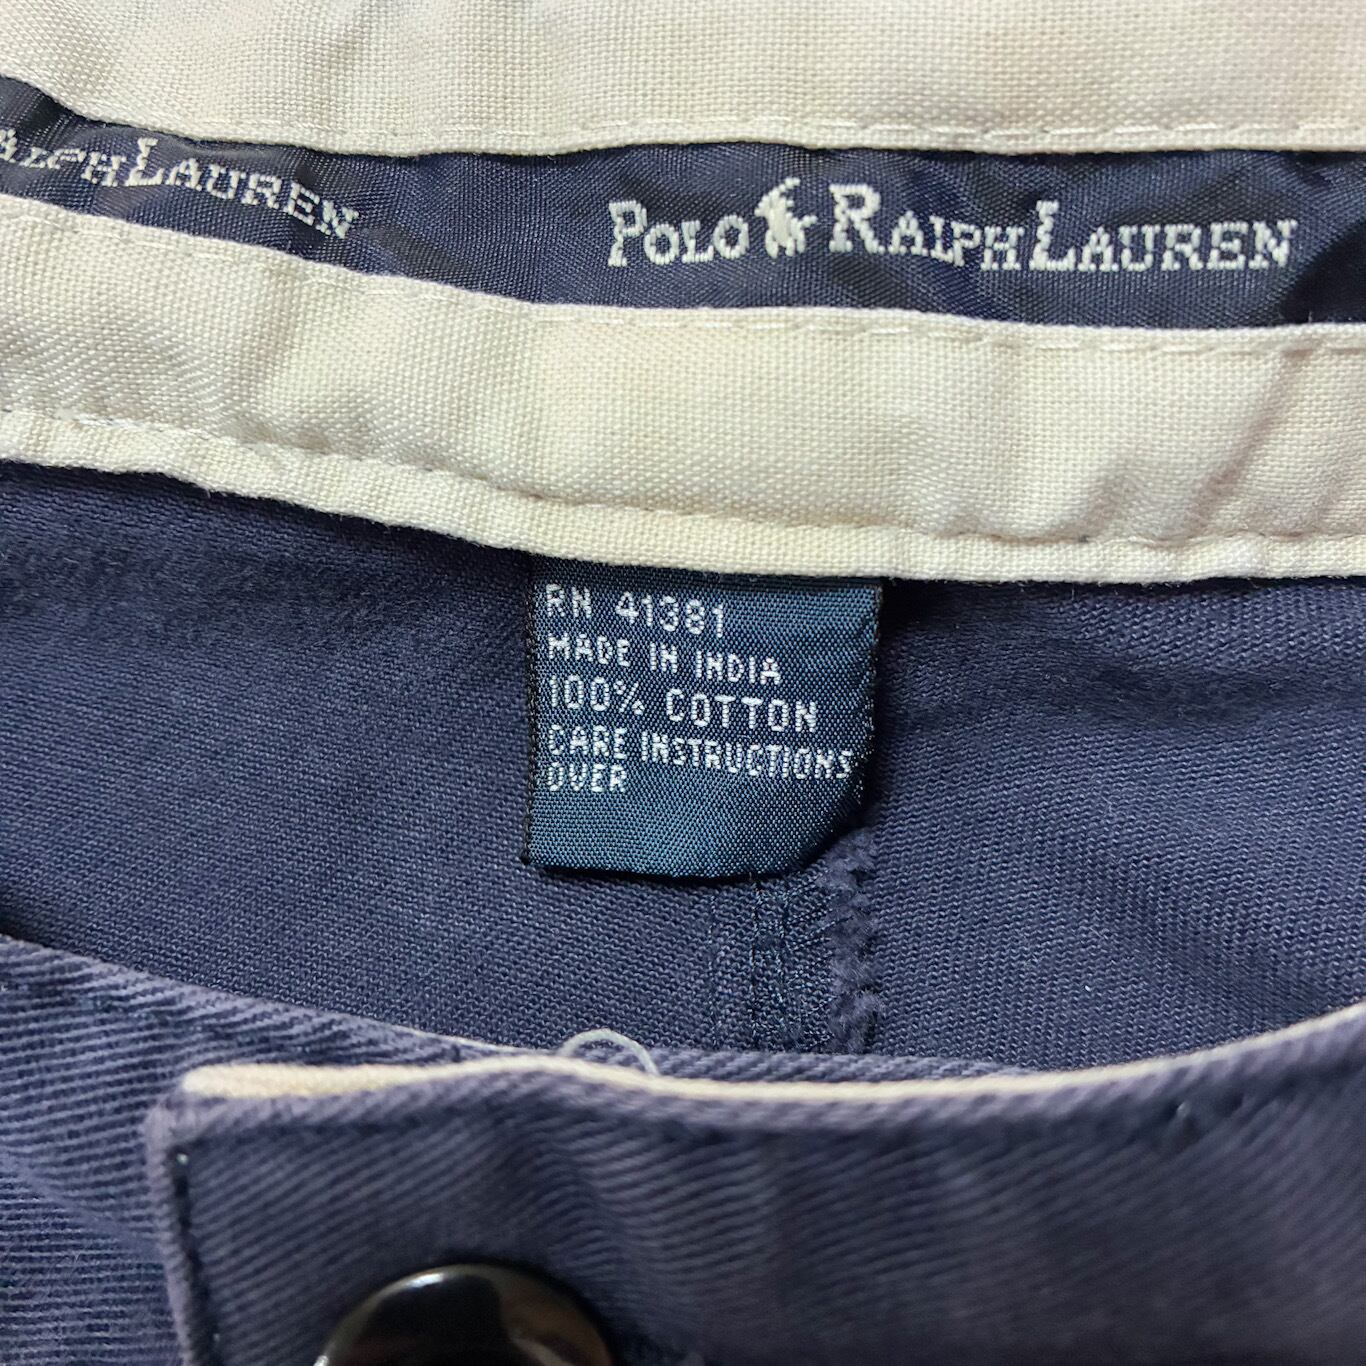 RALPH LAUREN
POLO RALPH LAUREN
RN 41381
MADE IN INDIA
100% COTTON
CARE INSTRUCTIONS
OVER